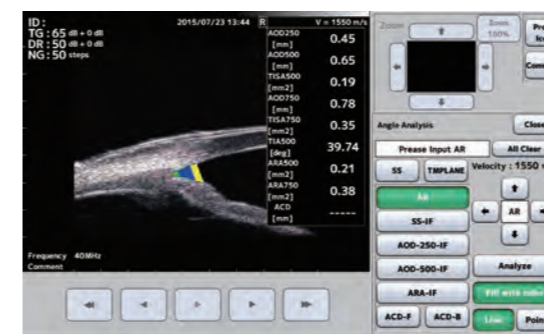 ID:
TG : 65 dB + 0 dB
DR : 50 dB + 0 dB
NG : 50 steps
2015/07/23 13:44 R V = 1550 m/s
AOD250 [mm] 0.45
AOD500 [mm] 0.65
TISA500 [mm2] 0.19
AOD750 [mm] 0.78
TISA750 [mm2] 0.35
TIA500 [deg] 39.74
ARA500 [mm2] 0.21
ARA750 [mm2] 0.38
ACD [mm] -----
Frequency 40MHz
Comment
Zoom
Zoom 100%
Angle Analysis
Close
Prease Input AR
All Clear
SS
TMPLANE
Velocity : 1550
AR
AR
SS-IF
AOD-250-IF
AOD-500-IF
Analyze
ARA-IF
Fill with
ACD-F
ACD-B
Line
Poin